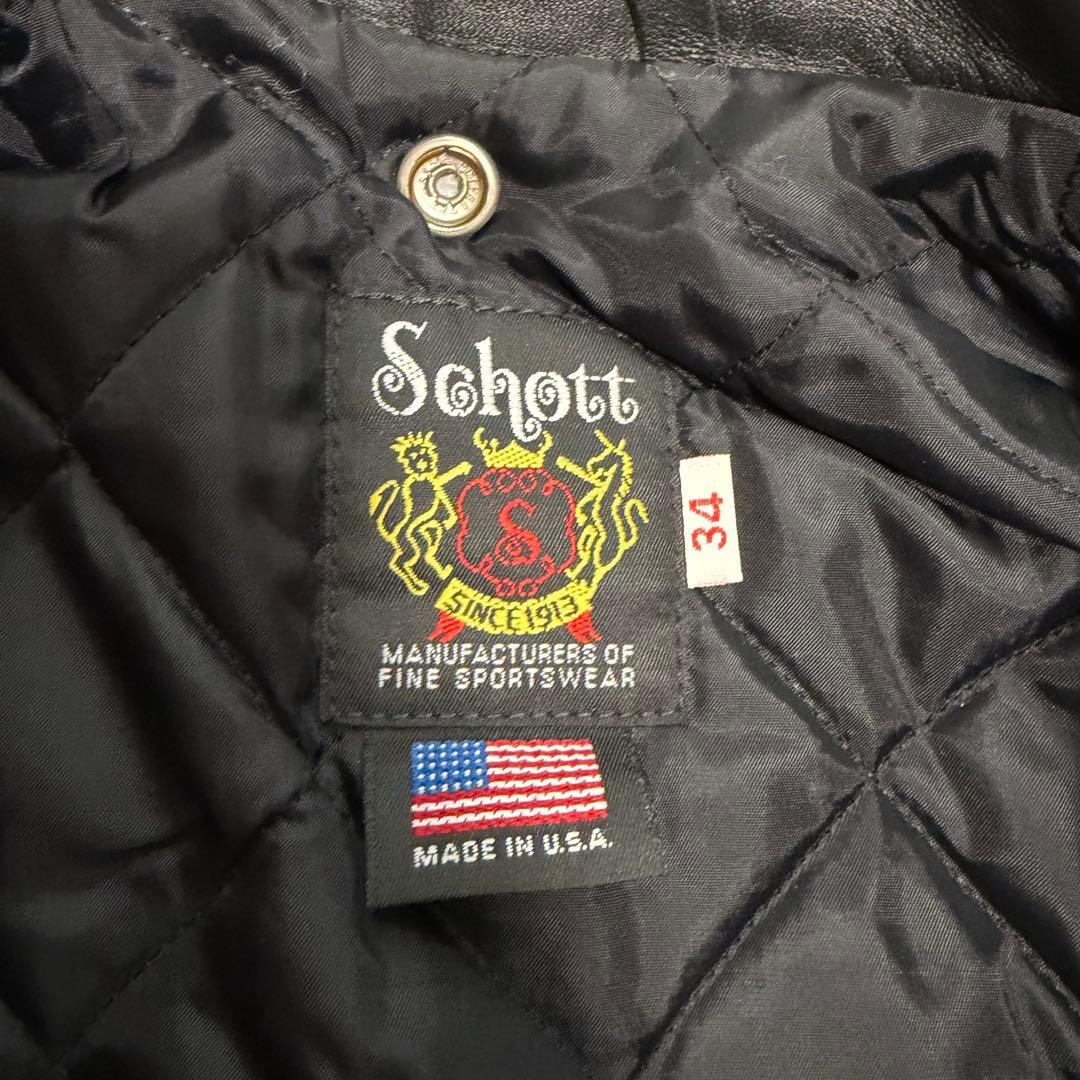 Schott
S
SINCE 1913
MANUFACTURERS OF
FINE SPORTSWEAR
34
MADE IN U.S.A.